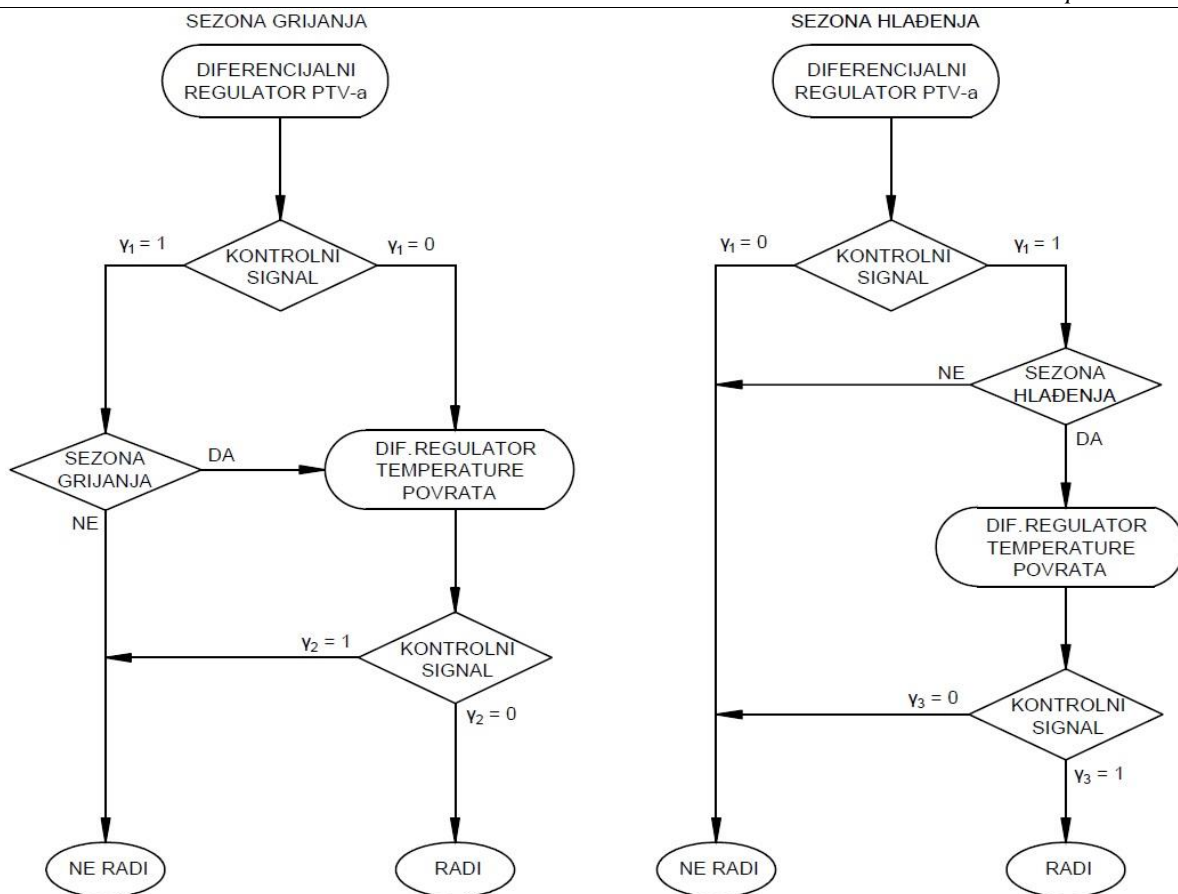 SEZONA GRIJANJA
DIFERENCIJALNI
REGULATOR PTV-a
γ₁ = 1
γ₁ = 0
KONTROLNI
SIGNAL
SEZONA
GRIJANJA
DA
NE
DIF.REGULATOR
TEMPERATURE
POVRATA
γ₂ = 1
KONTROLNI
SIGNAL
γ₂ = 0
NE RADI
RADI
SEZONA HLAĐENJA
DIFERENCIJALNI
REGULATOR PTV-a
γ₁ = 0
γ₁ = 1
KONTROLNI
SIGNAL
NE
SEZONA
HLAĐENJA
DA
DIF.REGULATOR
TEMPERATURE
POVRATA
γ₃ = 0
KONTROLNI
SIGNAL
γ₃ = 1
NE RADI
RADI